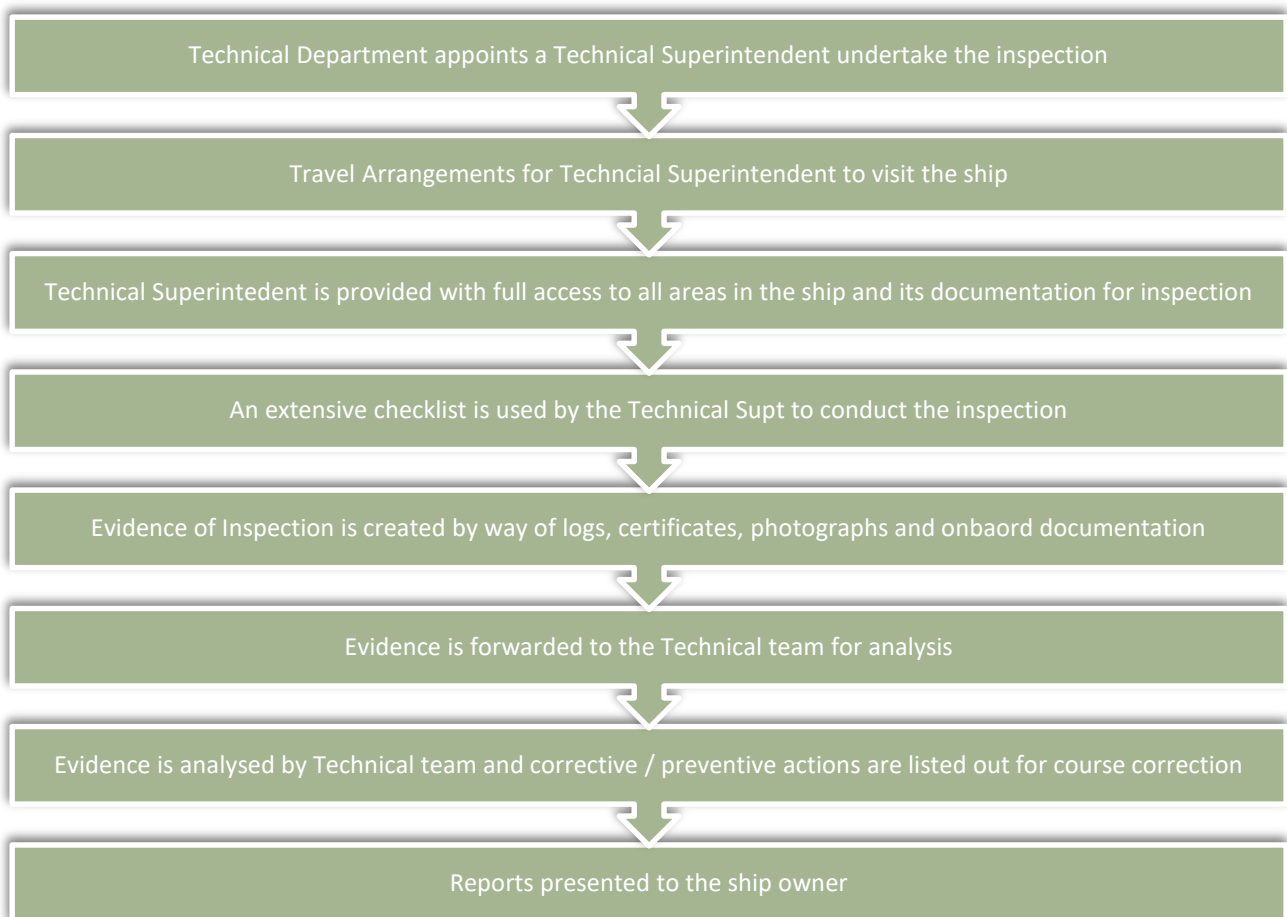 Technical Department appoints a Technical Superintendent undertake the inspection
Travel Arrangements for Techncial Superintendent to visit the ship
Technical Superintedent is provided with full access to all areas in the ship and its documentation for inspection
An extensive checklist is used by the Technical Supt to conduct the inspection
Evidence of Inspection is created by way of logs, certificates, photographs and onbaord documentation
Evidence is forwarded to the Technical team for analysis
Evidence is analysed by Technical team and corrective / preventive actions are listed out for course correction
Reports presented to the ship owner